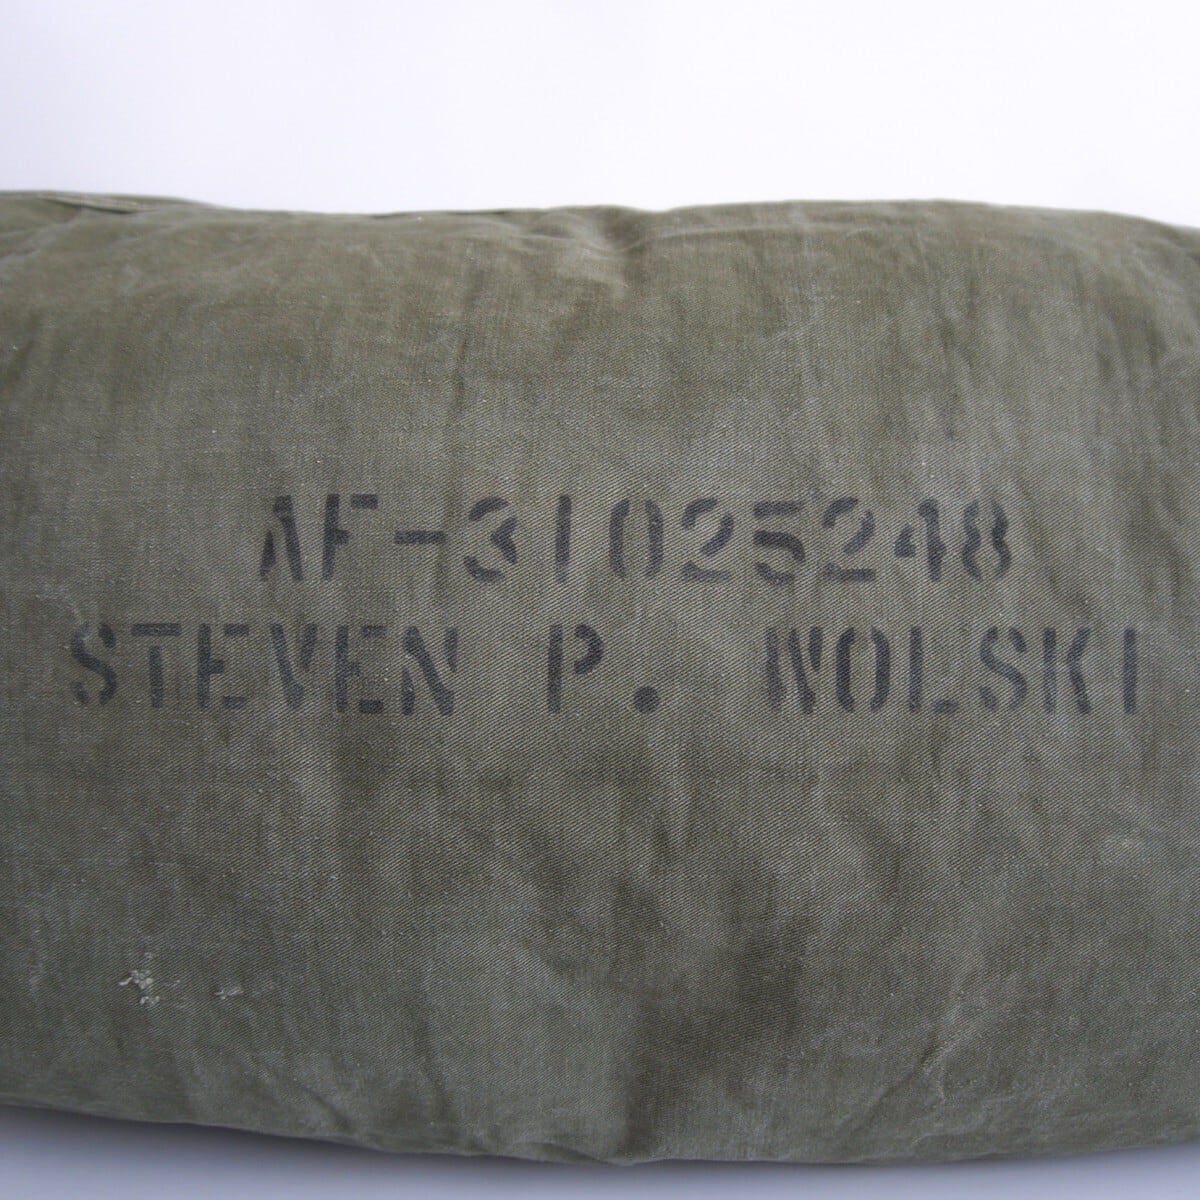 AF-31025248
STEVEN P. WOLSKI